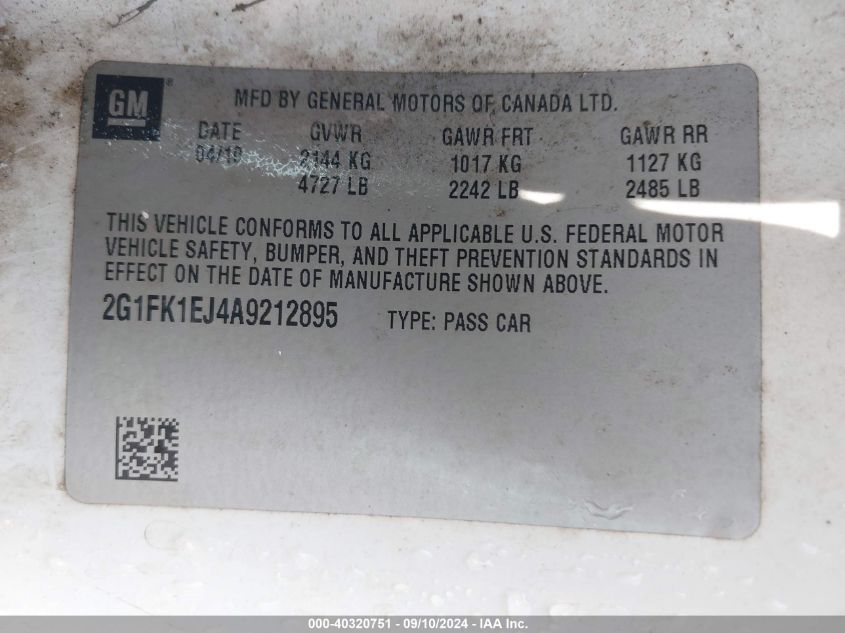 GM®
MFD BY GENERAL MOTORS OF CANADA LTD.
DATE GVWR GAWR FRT GAWR RR
04/10 2144 KG 1017 KG 1127 KG
4727 LB 2242 LB 2485 LB
THIS VEHICLE CONFORMS TO ALL APPLICABLE U.S. FEDERAL MOTOR
VEHICLE SAFETY, BUMPER, AND THEFT PREVENTION STANDARDS IN
EFFECT ON THE DATE OF MANUFACTURE SHOWN ABOVE.
2G1FK1EJ4A9212895 TYPE: PASS CAR
000-40320751 - 09/10/2024 - IAA Inc.